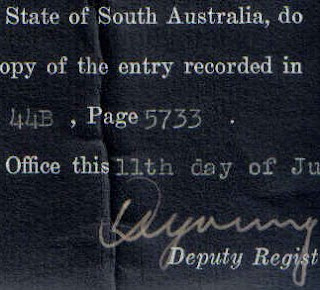 State of South Australia, do
opy of the entry recorded in
44B , Page 5733 .
Office this 11th day of Ju
Deputy Regist